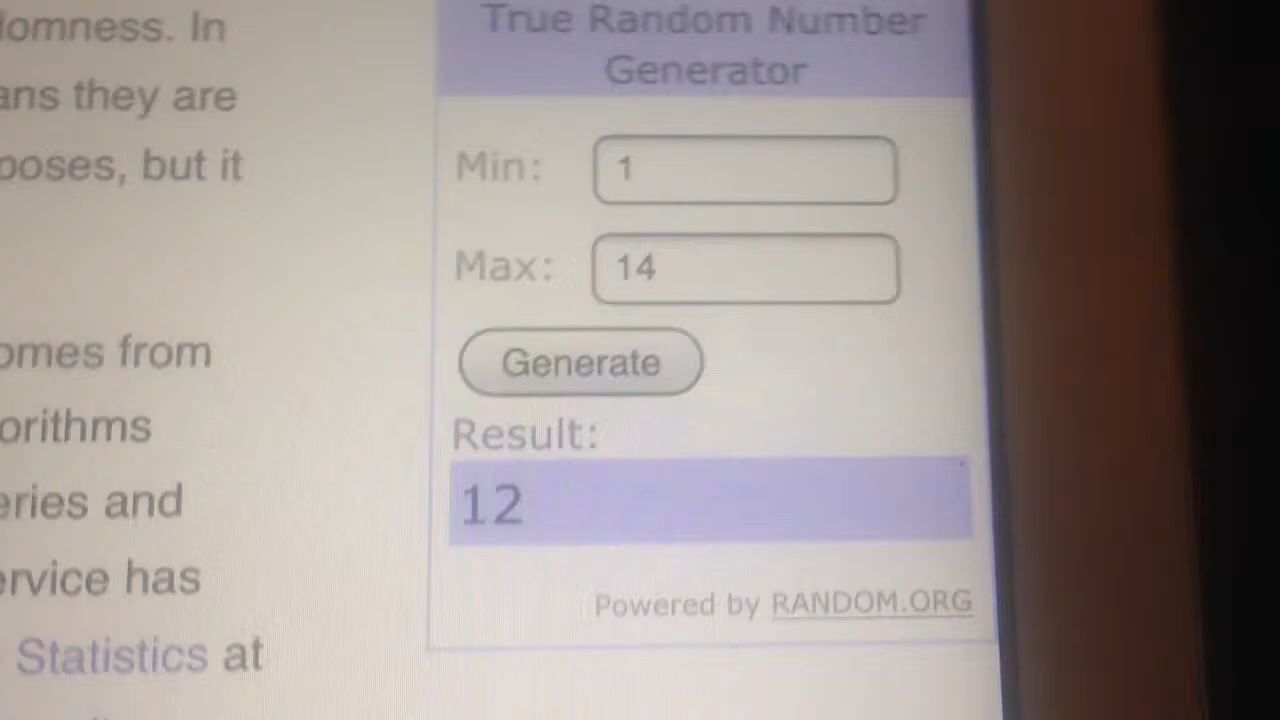 domness. In
ans they are
poses, but it
omes from
orithms
eries and
ervice has
Statistics at
True Random Number
Generator
Min: 1
Max: 14
Generate
Result:
12
Powered by RANDOM.ORG